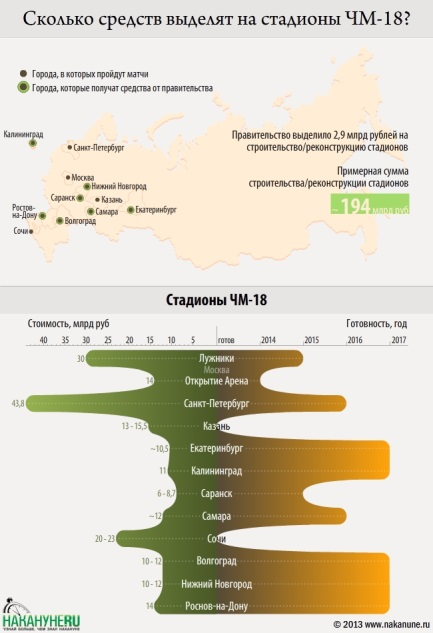 Сколько средств выделят на стадионы ЧМ-18?
Города, в которых пройдут матчи
Города, которые получат средства от правительства
Калининград
Санкт-Петербург
Москва
Нижний Новгород
Саранск
Казань
Ростов-
на-Дону
Самара
Екатеринбург
Волгоград
Сочи
Правительство выделило 2,9 млрд рублей на
строительство/реконструкцию стадионов
Примерная сумма
строительства/реконструкции стадионов
~ 194 млрд руб
Стадионы ЧМ-18
Стоимость, млрд руб
Готовность, год
40 35 30 25 20 15 10 5 готов 2014 2015 2016 2017
30 Лужники
Москва
14 Открытие Арена
43,8 Санкт-Петербург
13 - 15,5 Казань
~10,5 Екатеринбург
11 Калининград
6 - 8,7 Саранск
~12 Самара
20 - 23 Сочи
10 - 12 Волгоград
10 - 12 Нижний Новгород
14 Роснов-на-Дону
НАКАНУНЕ.RU
УЗНАЙ БОЛЬШЕ, ЧЕМ ЗНАЛ НАКАНУНЕ
© 2013 www.nakanune.ru